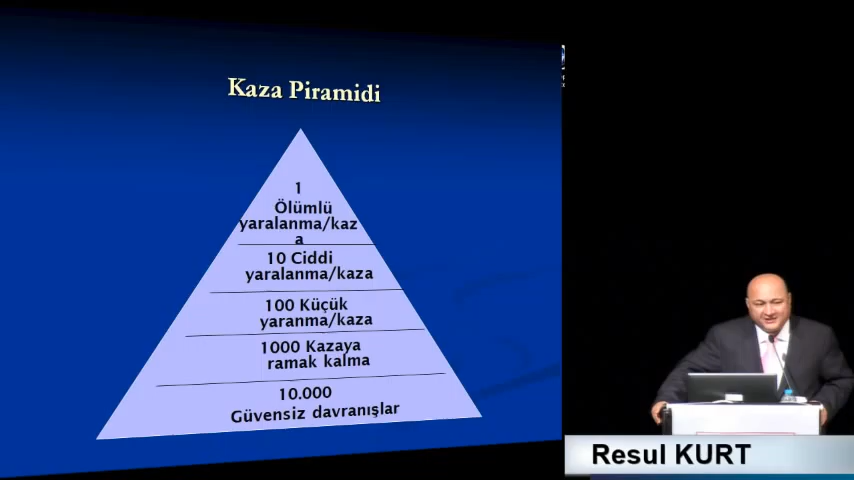 Kaza Piramidi
1
Ölümlü
yaralanma/kaz
a
10 Ciddi
yaralanma/kaza
100 Küçük
yaranma/kaza
1000 Kazaya
ramak kalma
10.000
Güvensiz davranışlar
Resul KURT